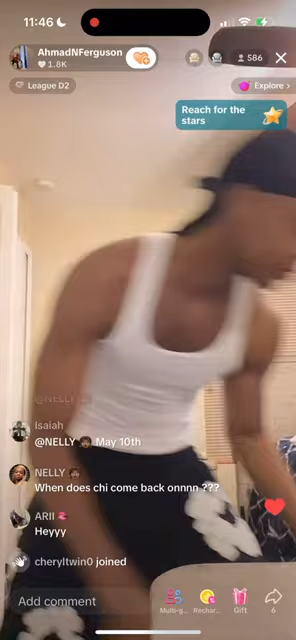 11:46
AhmadNFerguson
1.8K
586
League D2
Explore >
Reach for the
stars
@NELLY
Isaiah
@NELLY May 10th
NELLY
When does chi come back onnnn ???
ARII
Heyyy
cheryltwin0 joined
Add comment
Multi-g...
Rechar...
Gift
6